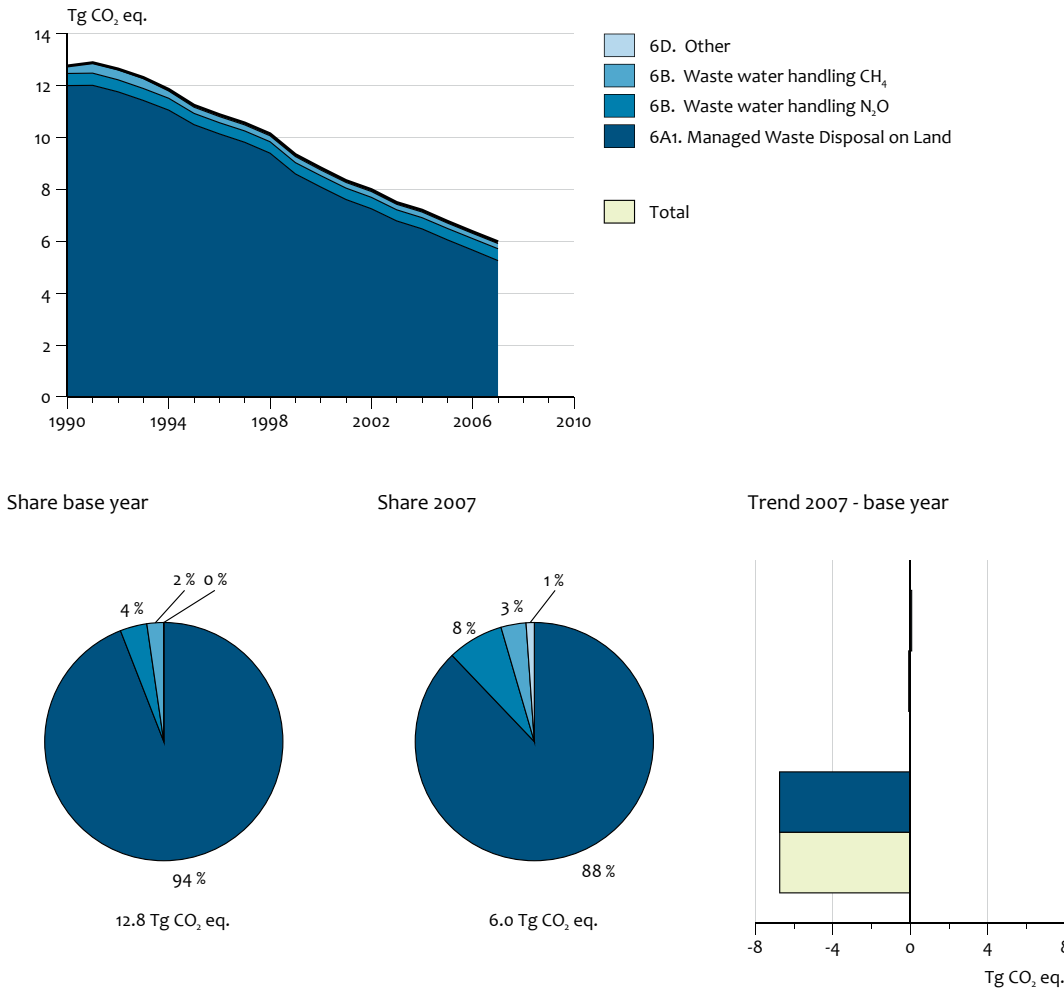 Tg CO₂ eq.
14
12
10
8
6
4
2
0
1990 1994 1998 2002 2006 2010
6D. Other
6B. Waste water handling CH₄
6B. Waste water handling N₂O
6A1. Managed Waste Disposal on Land
Total
Share base year
2 % 0 %
4 %
94 %
12.8 Tg CO₂ eq.
Share 2007
1 %
3 %
8 %
88 %
6.0 Tg CO₂ eq.
Trend 2007 - base year
-8 -4 0 4 8
Tg CO₂ eq.